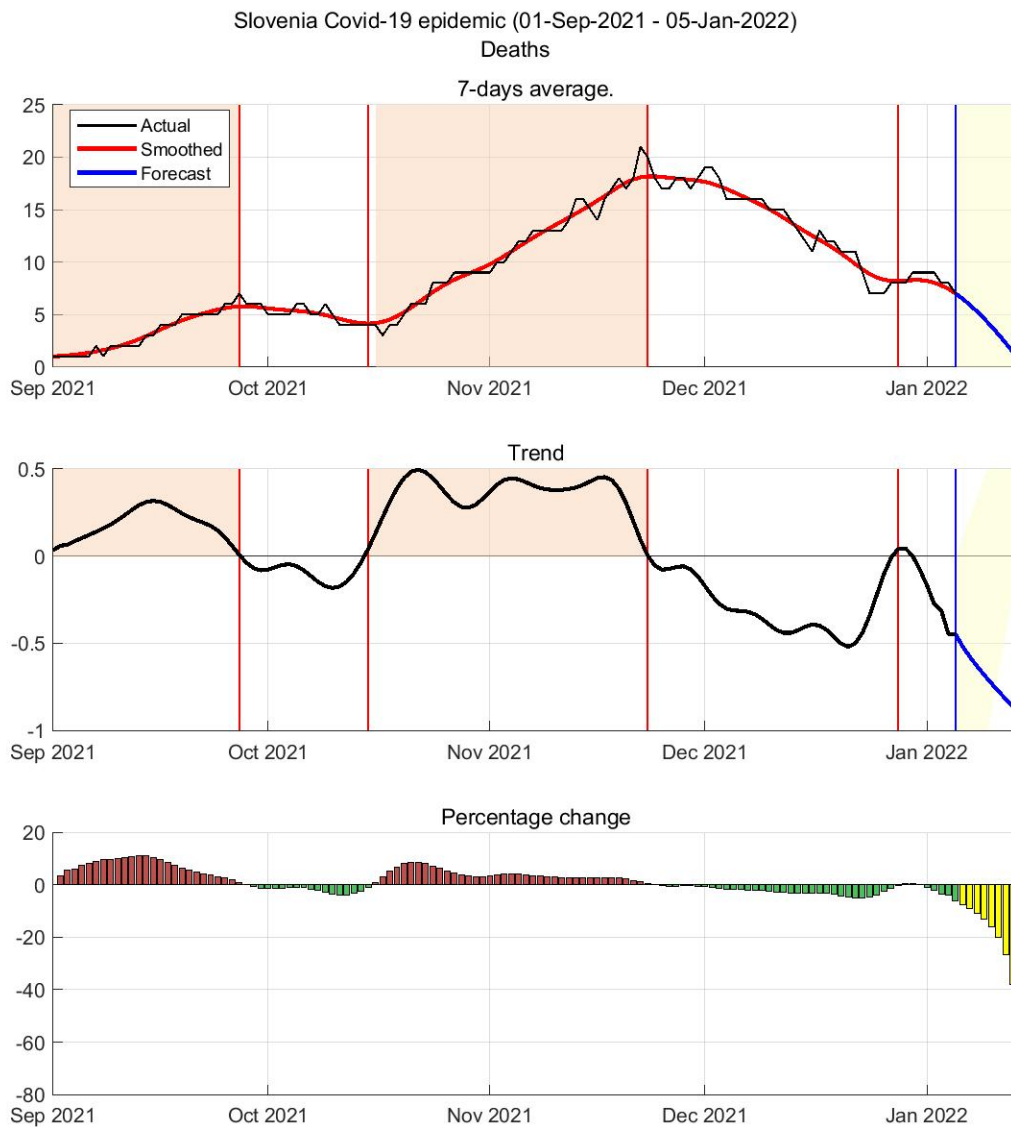 Slovenia Covid-19 epidemic (01-Sep-2021 - 05-Jan-2022)
Deaths
7-days average.
25
20
15
10
5
0
Actual
Smoothed
Forecast
Sep 2021 Oct 2021 Nov 2021 Dec 2021 Jan 2022
Trend
0.5
0
-0.5
-1
Sep 2021 Oct 2021 Nov 2021 Dec 2021 Jan 2022
Percentage change
20
0
-20
-40
-60
-80
Sep 2021 Oct 2021 Nov 2021 Dec 2021 Jan 2022